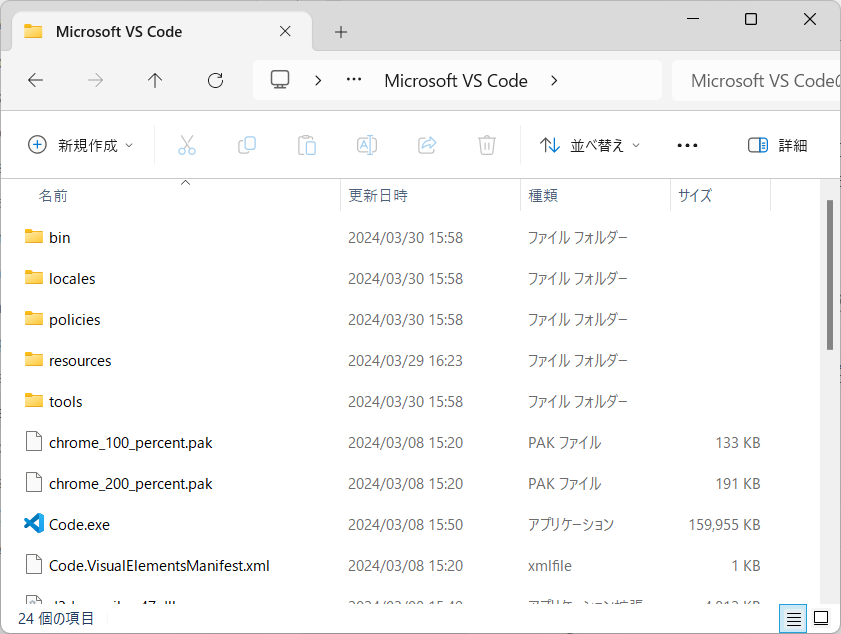 Microsoft VS Code
Microsoft VS Code
Microsoft VS Code
新規作成
並べ替え
詳細
名前 更新日時 種類 サイズ
bin 2024/03/30 15:58 ファイル フォルダー
locales 2024/03/30 15:58 ファイル フォルダー
policies 2024/03/30 15:58 ファイル フォルダー
resources 2024/03/29 16:23 ファイル フォルダー
tools 2024/03/30 15:58 ファイル フォルダー
chrome_100_percent.pak 2024/03/08 15:20 PAK ファイル 133 KB
chrome_200_percent.pak 2024/03/08 15:20 PAK ファイル 191 KB
Code.exe 2024/03/08 15:50 アプリケーション 159,955 KB
Code.VisualElementsManifest.xml 2024/03/08 15:20 xmlfile 1 KB
24 個の項目